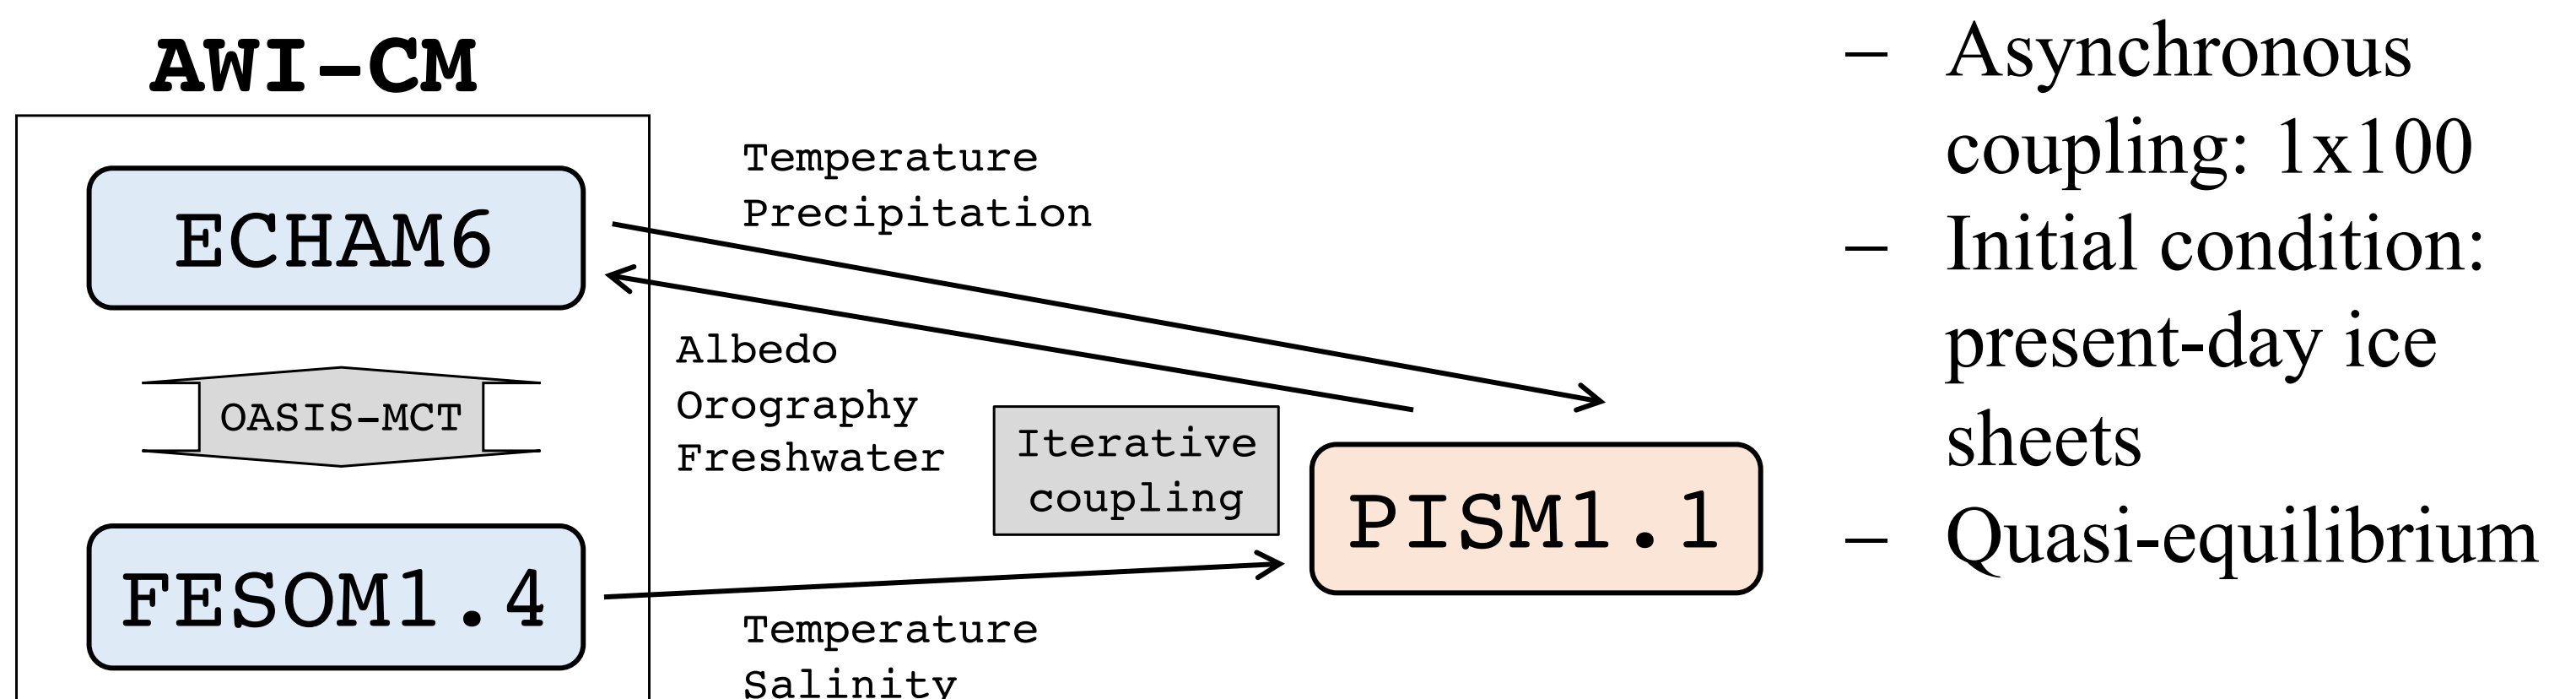 AWI-CM
ECHAM6
OASIS-MCT
FESOM1.4
Temperature
Precipitation
Albedo
Orography
Freshwater
Iterative
coupling
PISM1.1
Temperature
Salinity
– Asynchronous
coupling: 1x100
– Initial condition:
present-day ice
sheets
– Quasi-equilibrium